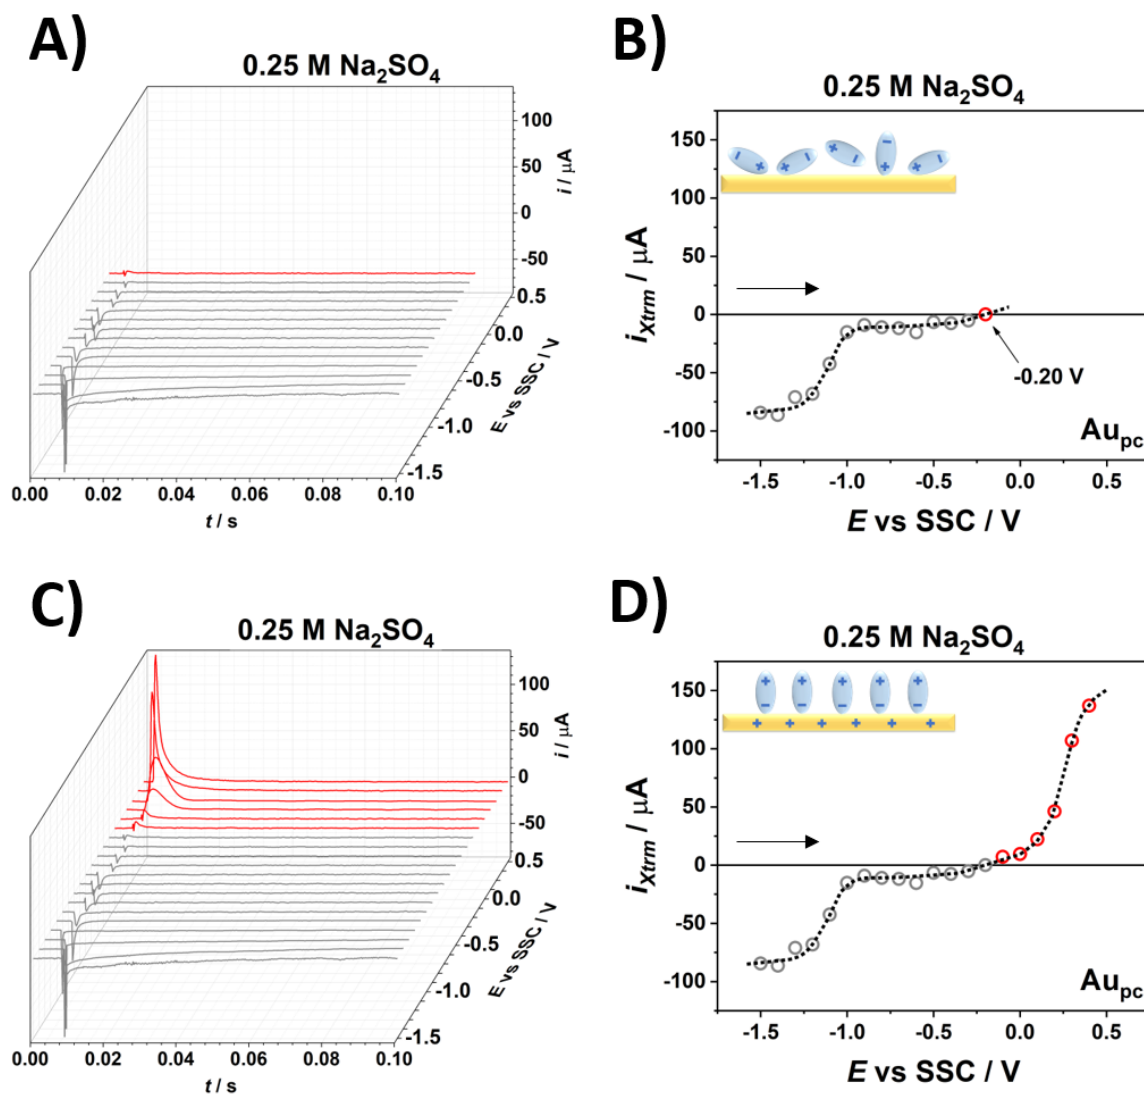 A)
0.25 M Na₂SO₄
100
50
0
-50
i / μA
0.5
0.0
-0.5
-1.0
-1.5
E vs SSC / V
0.00 0.02 0.04 0.06 0.08 0.10
t / s
B)
0.25 M Na₂SO₄
150
100
50
0
-50
-100
iXtrm / μA
-0.20 V
Aupc
-1.5 -1.0 -0.5 0.0 0.5
E vs SSC / V
C)
0.25 M Na₂SO₄
100
50
0
-50
i / μA
0.5
0.0
-0.5
-1.0
-1.5
E vs SSC / V
0.00 0.02 0.04 0.06 0.08 0.10
t / s
D)
0.25 M Na₂SO₄
150
100
50
0
-50
-100
iXtrm / μA
Aupc
-1.5 -1.0 -0.5 0.0 0.5
E vs SSC / V